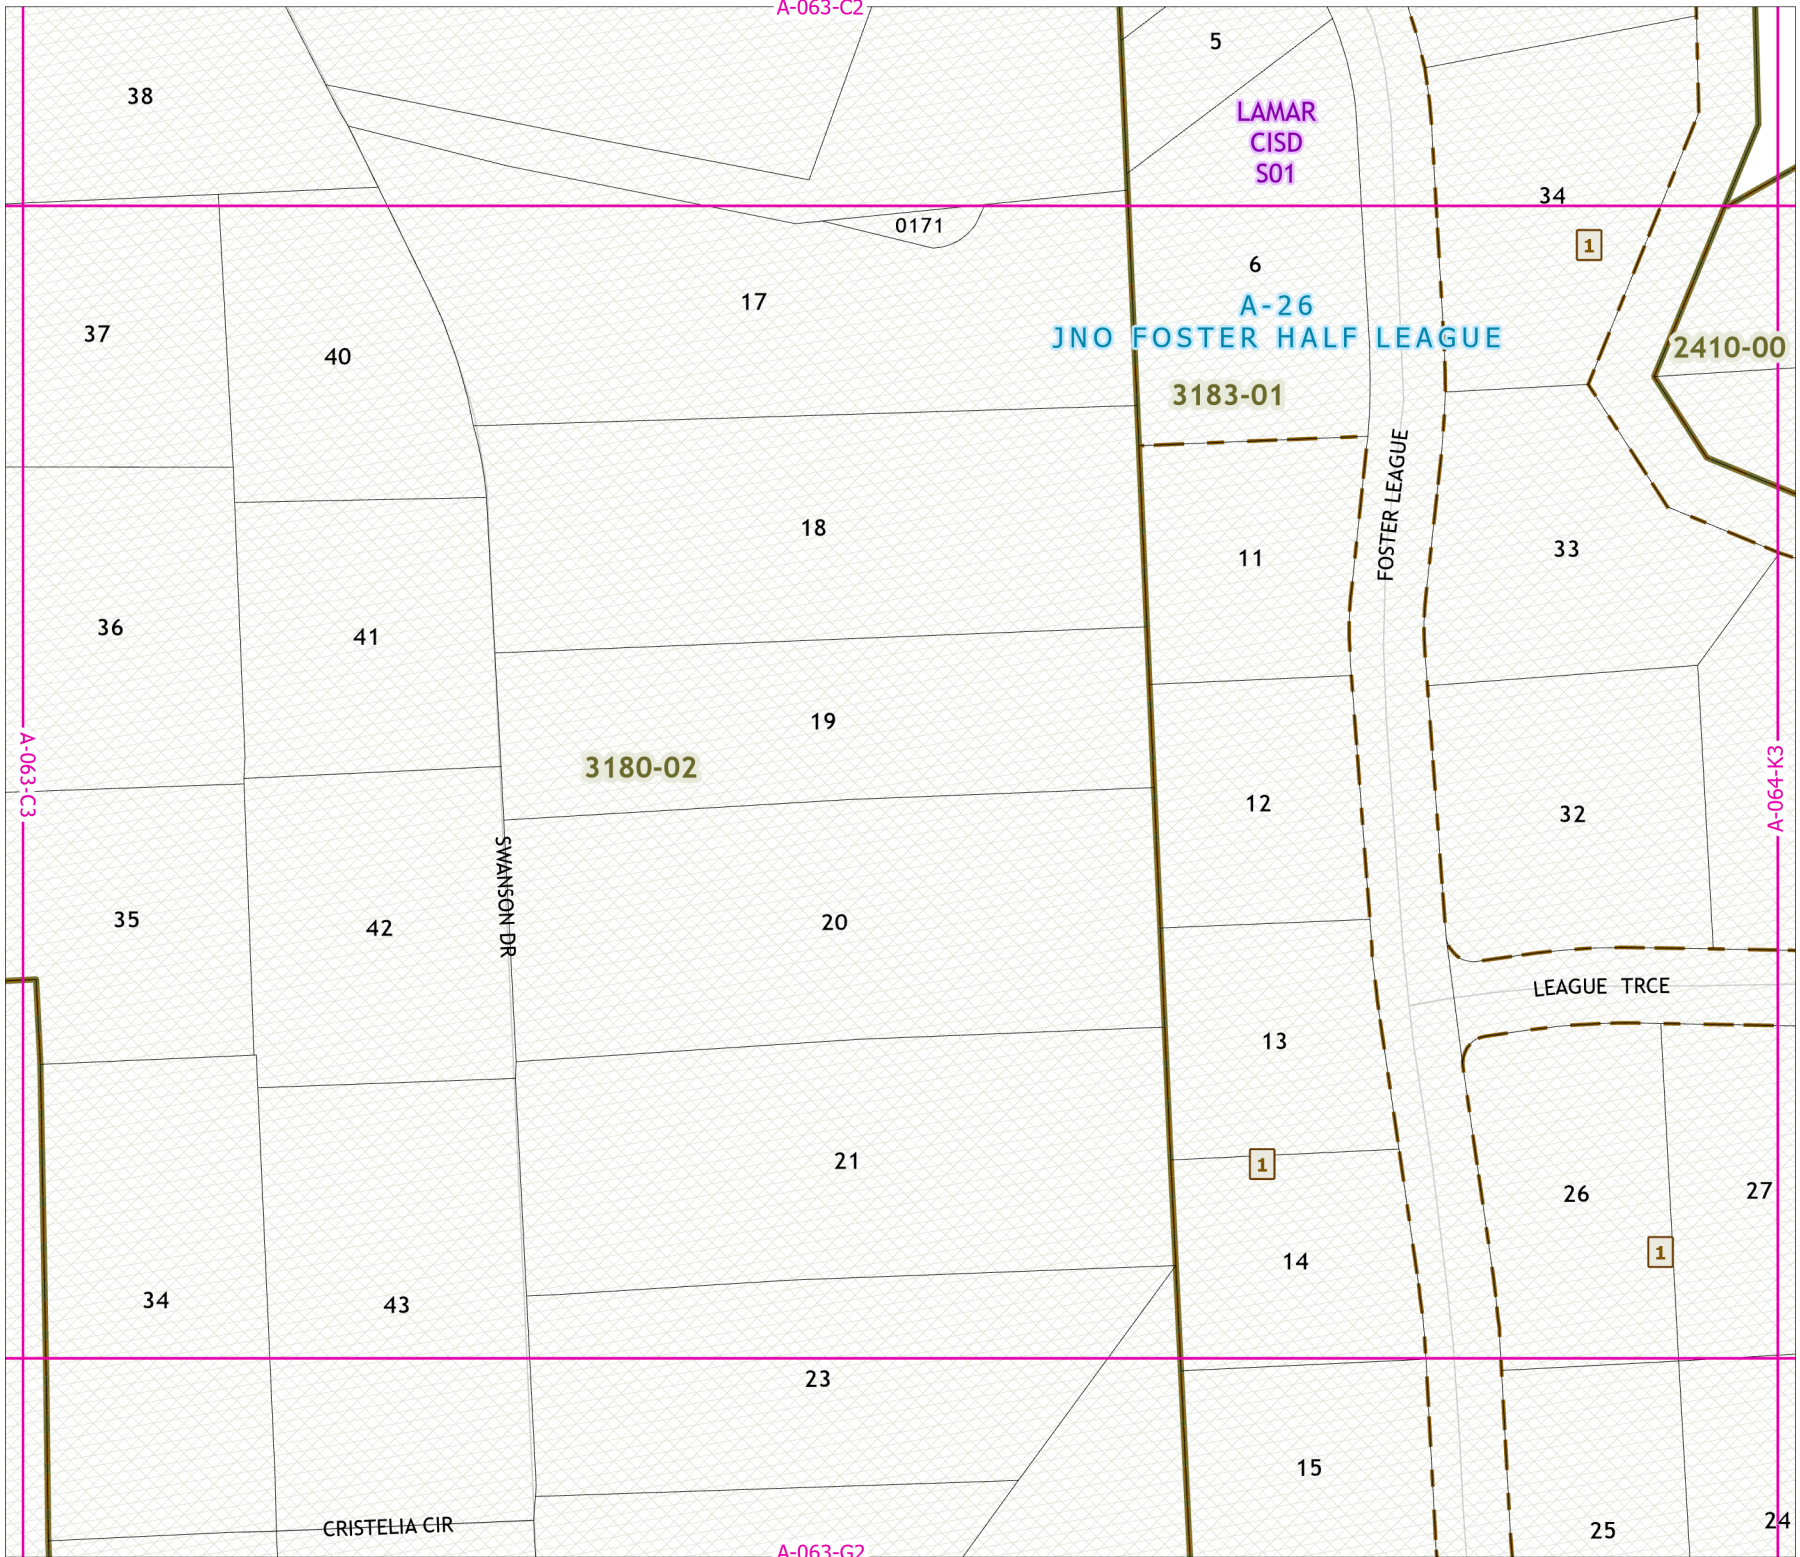 A-063-C2
5
38
LAMAR
CISD
S01
34
0171
1
6
17
A-26
JNO FOSTER HALF LEAGUE
37
2410-00
40
3183-01
FOSTER LEAGUE
18
33
11
36
41
19
3180-02
A-063-C3
A-064-K3
12
32
SWANSON DR
35
20
42
LEAGUE TRCE
13
21
1
27
26
1
14
34
43
23
15
24
CRISTELIA CIR
25
A-063-G2